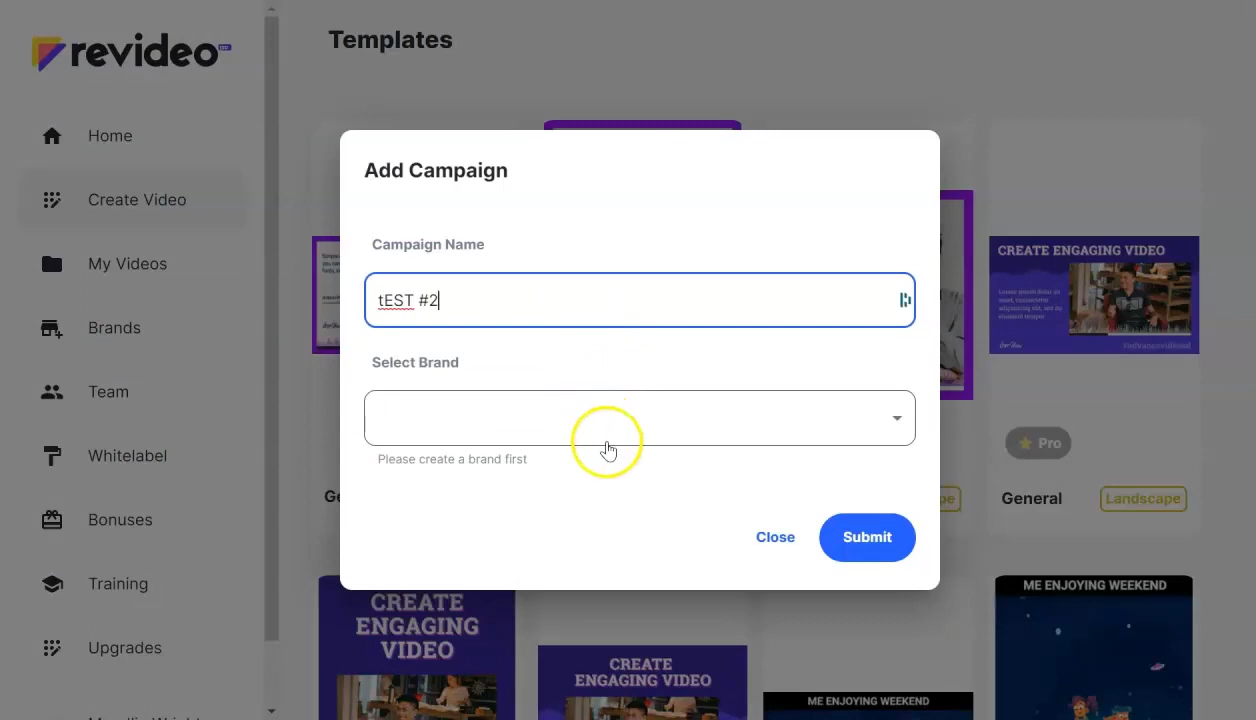 revideo
Templates
Home
Create Video
My Videos
Brands
Team
Whitelabel
Bonuses
Training
Upgrades
Add Campaign
Campaign Name
tEST #2
Select Brand
Please create a brand first
Close
Submit
CREATE ENGAGING VIDEO
Pro
General
Landscape
CREATE
ENGAGING
VIDEO
CREATE
ENGAGING VIDEO
ME ENJOYING WEEKEND
ME ENJOYING WEEKEND